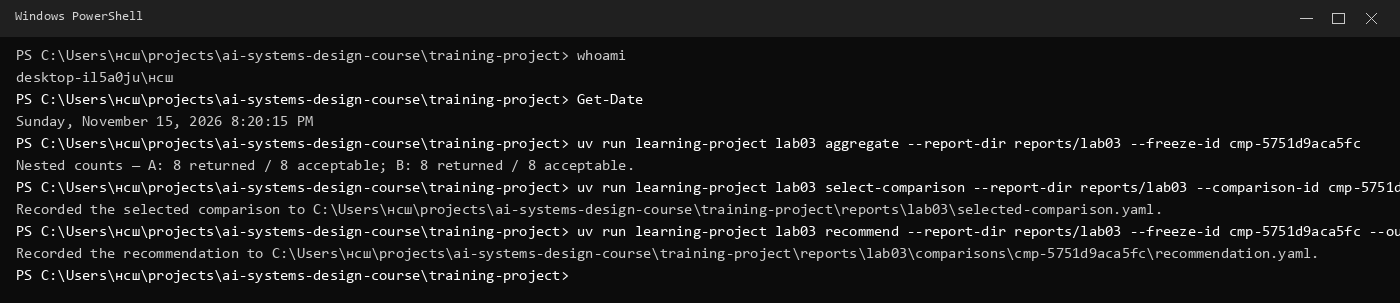 Windows PowerShell
PS C:\Users\нсш\projects\ai-systems-design-course\training-project> whoami
desktop-il5a0ju\нсш
PS C:\Users\нсш\projects\ai-systems-design-course\training-project> Get-Date
Sunday, November 15, 2026 8:20:15 PM
PS C:\Users\нсш\projects\ai-systems-design-course\training-project> uv run learning-project lab03 aggregate --report-dir reports/lab03 --freeze-id cmp-5751d9aca5fc
Nested counts — A: 8 returned / 8 acceptable; B: 8 returned / 8 acceptable.
PS C:\Users\нсш\projects\ai-systems-design-course\training-project> uv run learning-project lab03 select-comparison --report-dir reports/lab03 --comparison-id cmp-5751d
Recorded the selected comparison to C:\Users\нсш\projects\ai-systems-design-course\training-project\reports\lab03\selected-comparison.yaml.
PS C:\Users\нсш\projects\ai-systems-design-course\training-project> uv run learning-project lab03 recommend --report-dir reports/lab03 --freeze-id cmp-5751d9aca5fc --ou
Recorded the recommendation to C:\Users\нсш\projects\ai-systems-design-course\training-project\reports\lab03\comparisons\cmp-5751d9aca5fc\recommendation.yaml.
PS C:\Users\нсш\projects\ai-systems-design-course\training-project>